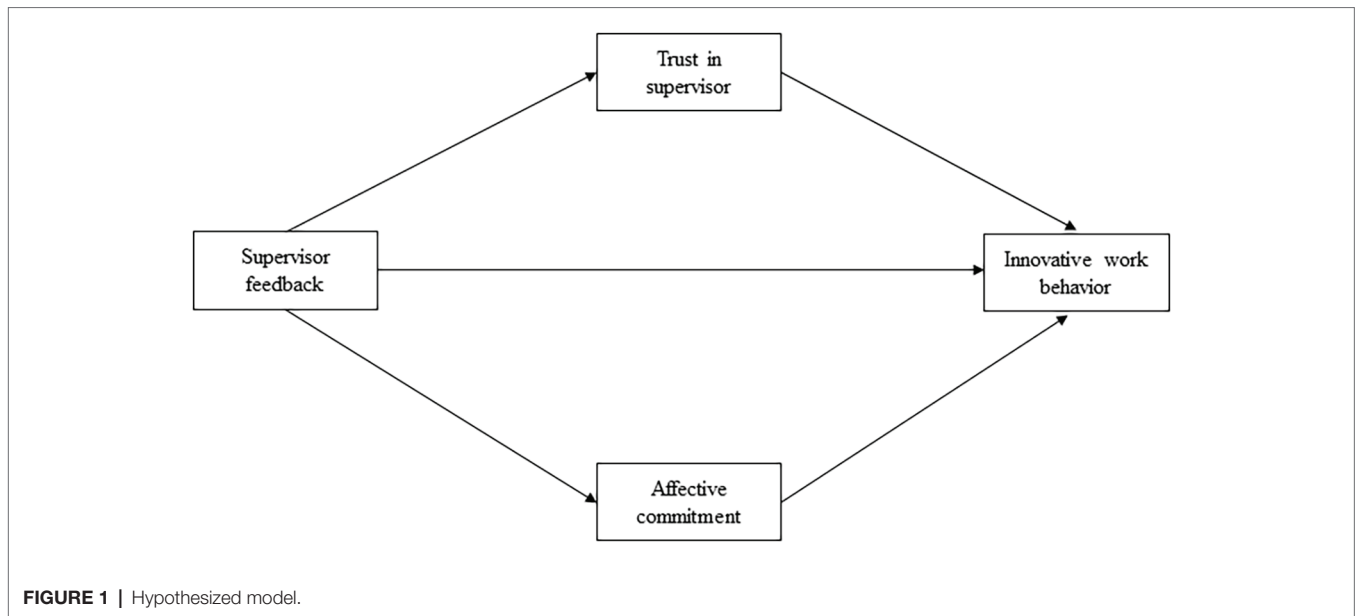 Trust in
supervisor
Supervisor
feedback
Innovative work
behavior
Affective
commitment
FIGURE 1 | Hypothesized model.